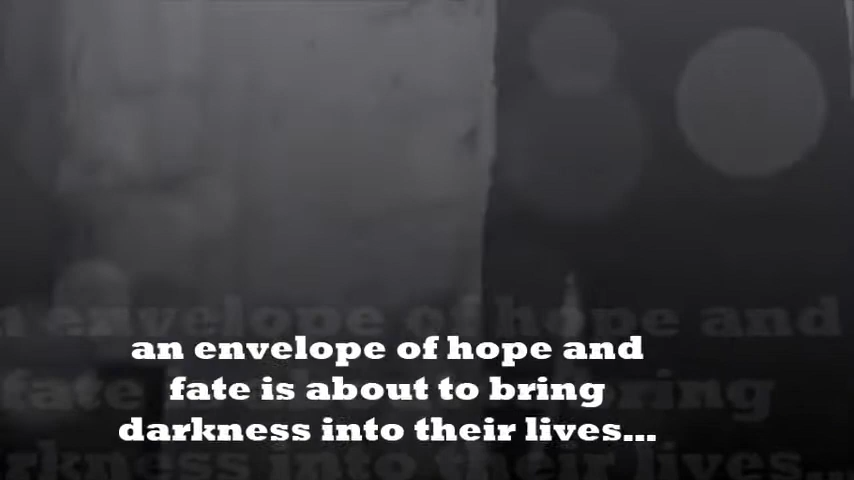 an envelope of hope and
fate is about to bring
darkness into their lives...